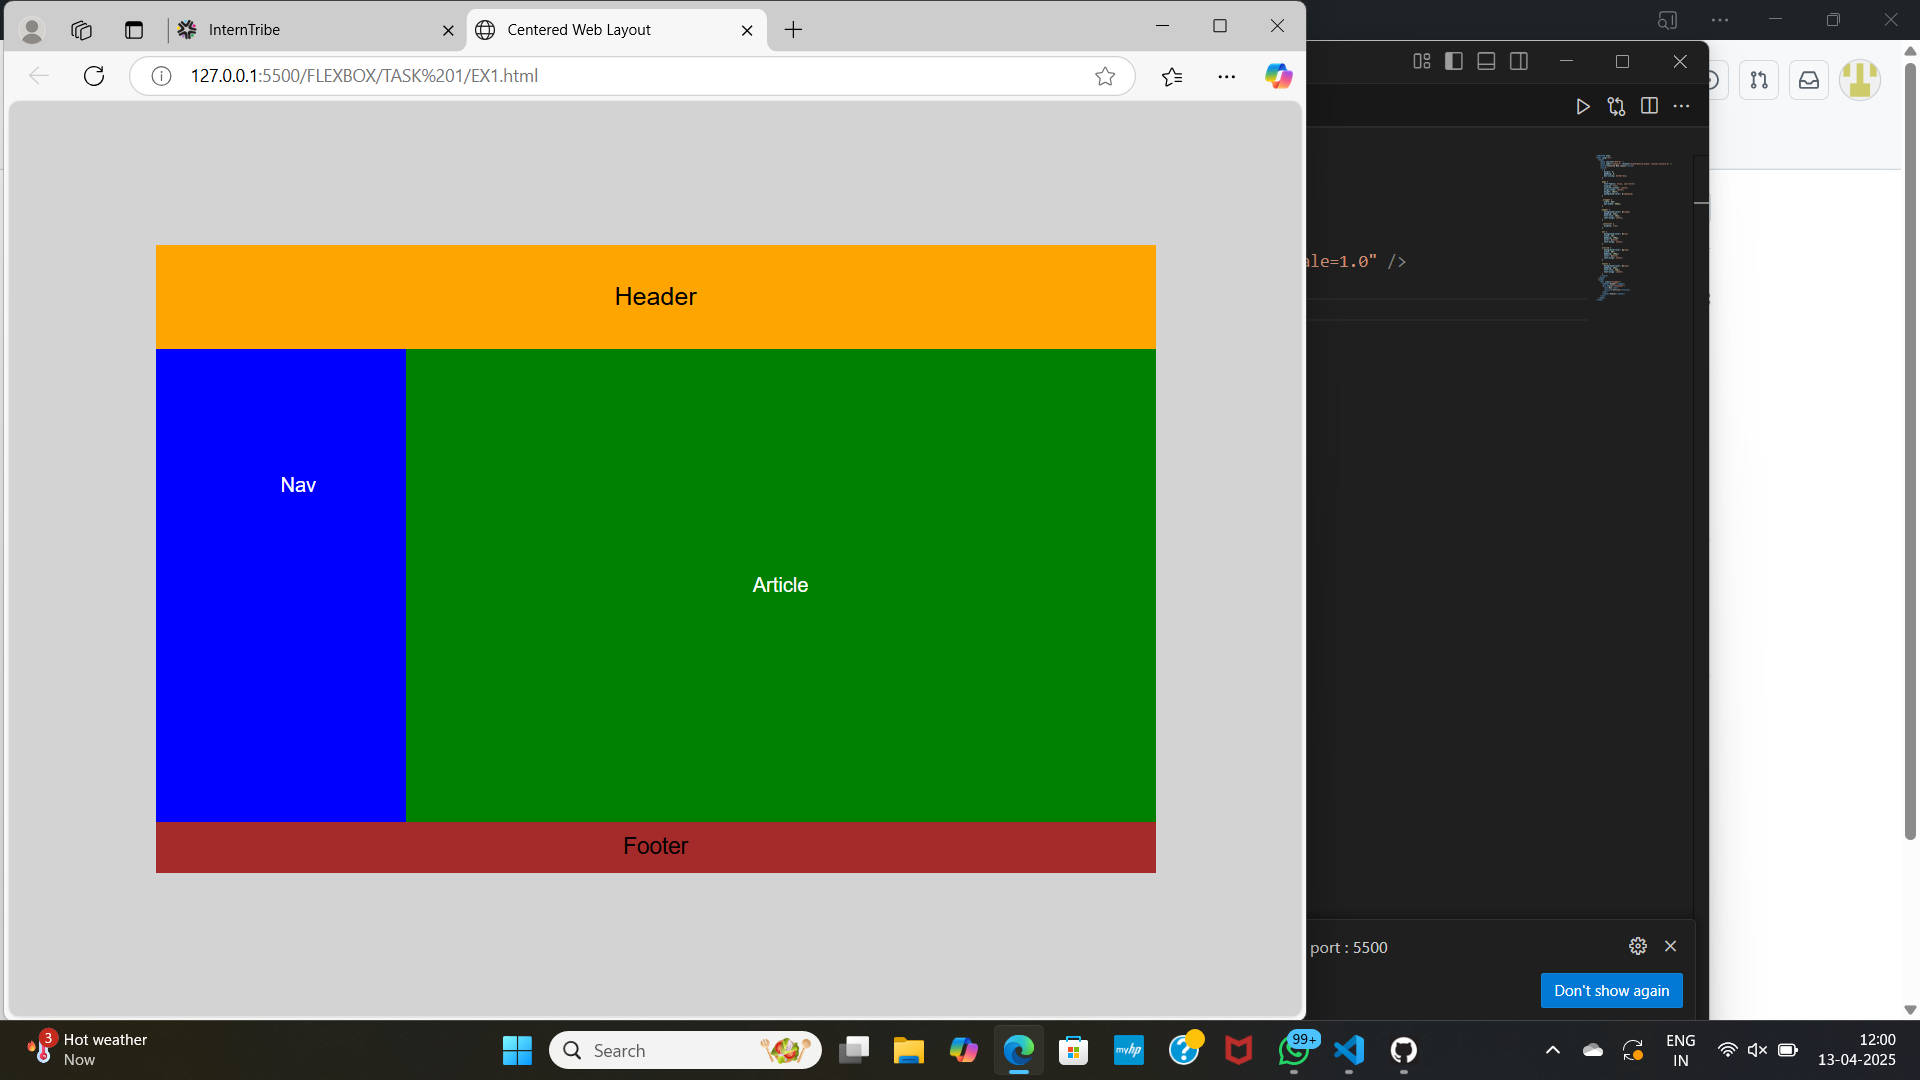 InternTribe
Centered Web Layout
127.0.0.1:5500/FLEXBOX/TASK%201/EX1.html
Header
Nav
Article
Footer
ale=1.0" />
port : 5500
Don't show again
3
Hot weather
Now
Search
myhp
99+
ENG
IN
12:00
13-04-2025